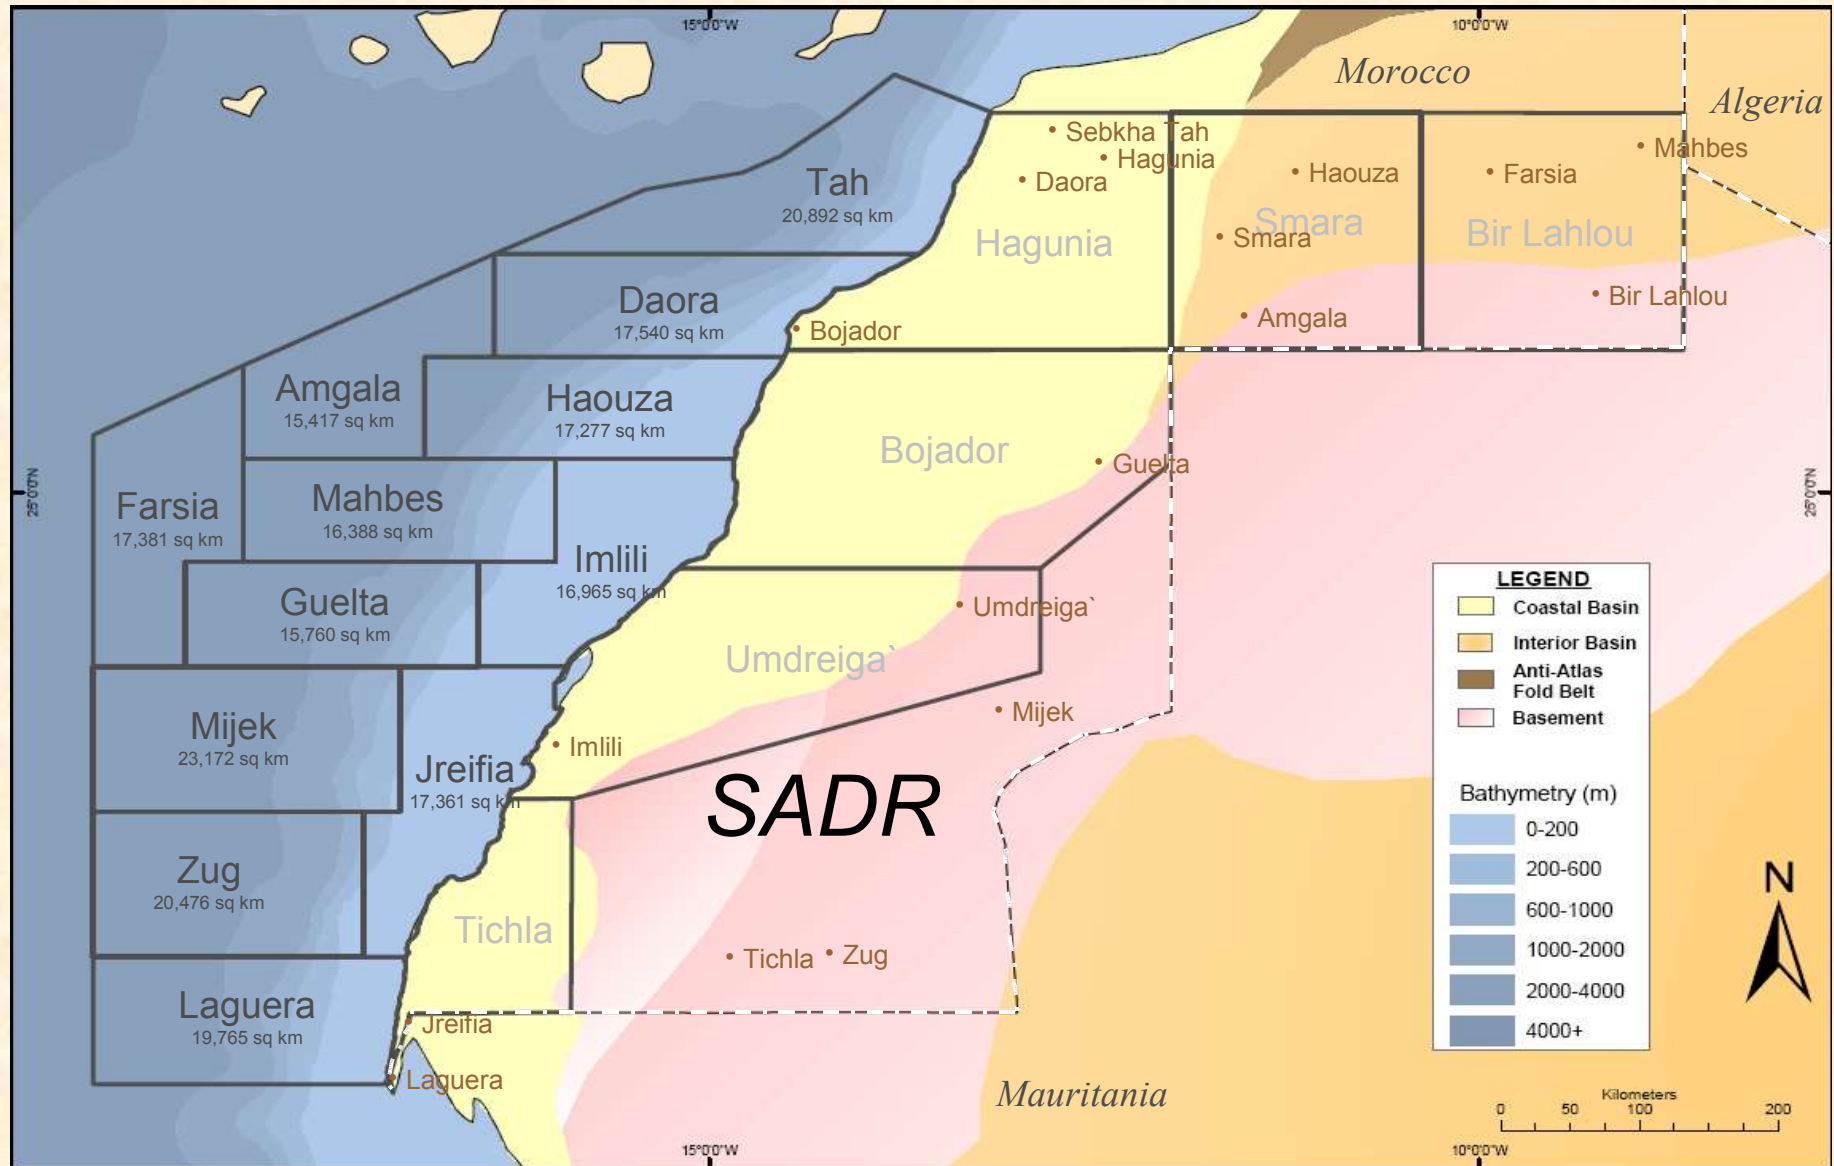 15°0'0"W
10°0'0"W
Morocco
Algeria
Sebkha Tah
Hagunia
Daora
Mahbes
Haouza
Farsia
Tah
20,892 sq km
Hagunia
Smara
Smara
Bir Lahlou
Bir Lahlou
Amgala
Daora
17,540 sq km
Bojador
Amgala
15,417 sq km
Haouza
17,277 sq km
Bojador
Guelta
25°0'0"N
25°0'0"N
Farsia
17,381 sq km
Mahbes
16,388 sq km
Imlili
16,965 sq km
Guelta
15,760 sq km
Umdreiga`
Umdreiga`
Mijek
23,172 sq km
Mijek
Imlili
Jreifia
17,361 sq km
SADR
Zug
20,476 sq km
Tichla
Tichla
Zug
Laguera
19,765 sq km
Jreifia
Laguera
Mauritania
LEGEND
Coastal Basin
Interior Basin
Anti-Atlas
Fold Belt
Basement
Bathymetry (m)
0-200
200-600
600-1000
1000-2000
2000-4000
4000+
N
Kilometers
0 50 100 200
15°0'0"W
10°0'0"W